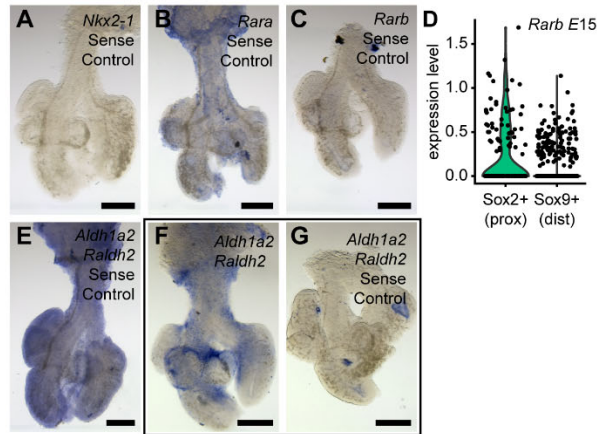 A
Nkx2-1
Sense
Control
B
Rara
Sense
Control
C
Rarb
Sense
Control
D
Rarb E15
expression level
1.5
1.0
0.5
0.0
Sox2+ Sox9+
(prox) (dist)
E
Aldh1a2
Raldh2
Sense
Control
F
Aldh1a2
Raldh2
G
Aldh1a2
Raldh2
Sense
Control